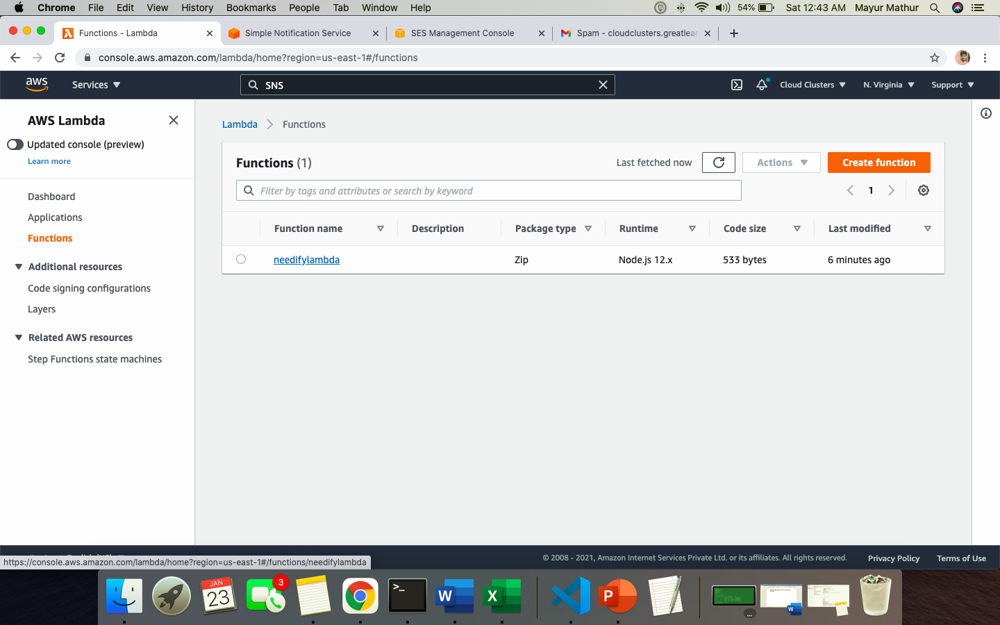 Chrome File Edit View History Bookmarks People Tab Window Help 54% Sat 12:43 AM Mayur Mathur
Functions - Lambda Simple Notification Service SES Management Console Spam - cloudclusters.greatlear
console.aws.amazon.com/lambda/home?region=us-east-1#/functions
aws Services SNS Cloud Clusters N. Virginia Support
AWS Lambda
Updated console (preview)
Learn more
Dashboard
Applications
Functions
Additional resources
Code signing configurations
Layers
Related AWS resources
Step Functions state machines
Lambda Functions
Functions (1) Last fetched now Actions Create function
Filter by tags and attributes or search by keyword 1
Function name Description Package type Runtime Code size Last modified
needifylambda Zip Node.js 12.x 533 bytes 6 minutes ago
© 2008 - 2021, Amazon Internet Services Private Ltd. or its affiliates. All rights reserved. Privacy Policy Terms of Use
https://console.aws.amazon.com/lambda/home?region=us-east-1#/functions/needifylambda
JAN
23
3
>_
W
X
P
W
...